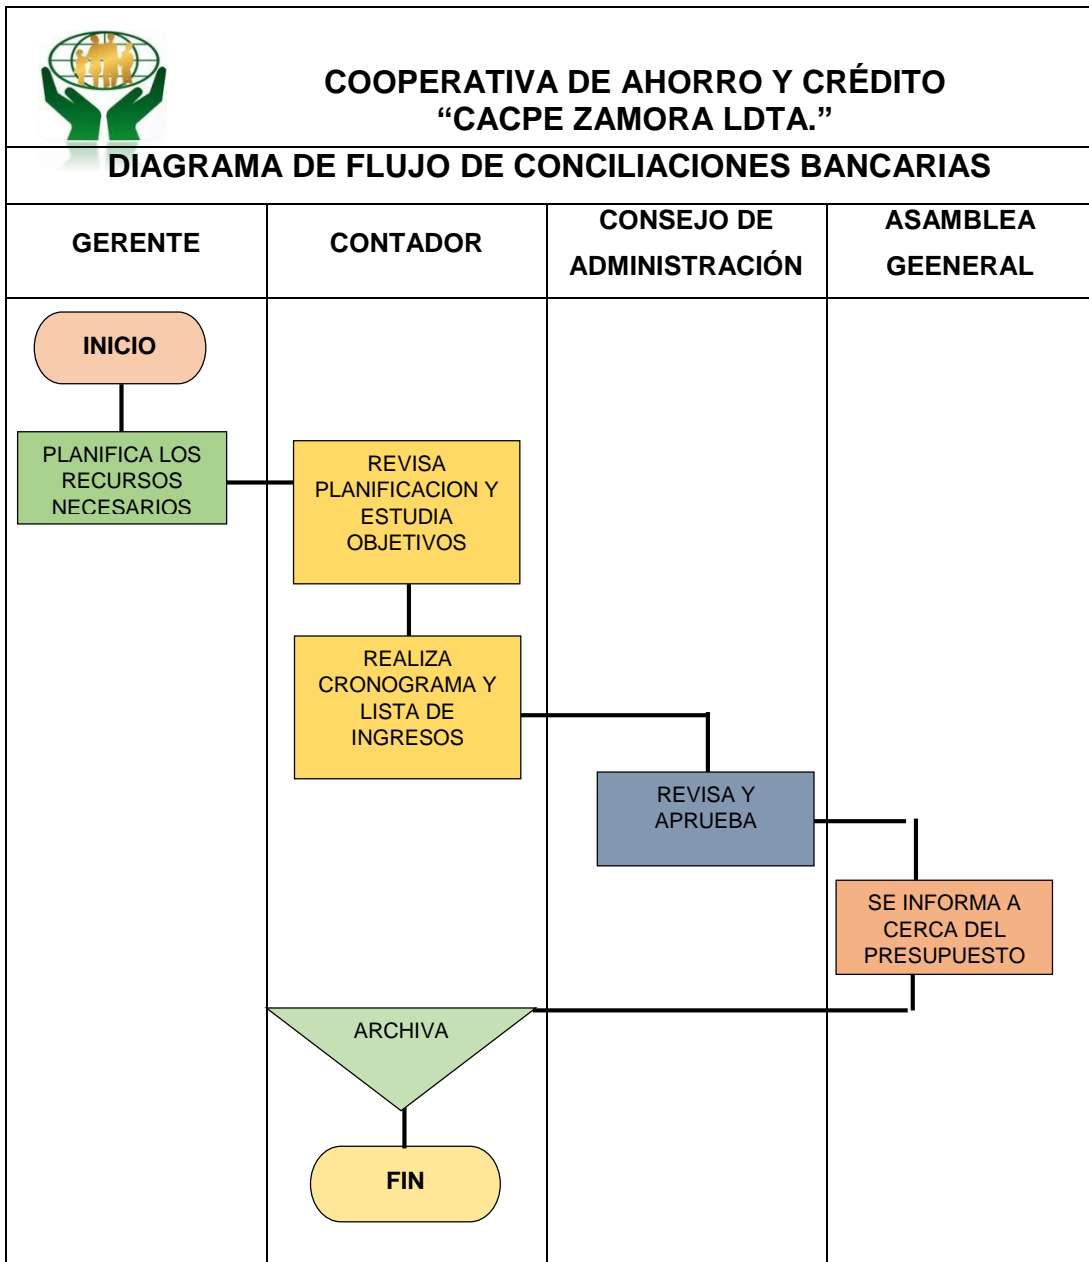 COOPERATIVA DE AHORRO Y CRÉDITO
“CACPE ZAMORA LDTA.”
DIAGRAMA DE FLUJO DE CONCILIACIONES BANCARIAS
GERENTE
CONTADOR
CONSEJO DE
ADMINISTRACIÓN
ASAMBLEA
GEENERAL
INICIO
PLANIFICA LOS
RECURSOS
NECESARIOS
REVISA
PLANIFICACION Y
ESTUDIA
OBJETIVOS
REALIZA
CRONOGRAMA Y
LISTA DE
INGRESOS
REVISA Y
APRUEBA
SE INFORMA A
CERCA DEL
PRESUPUESTO
ARCHIVA
FIN